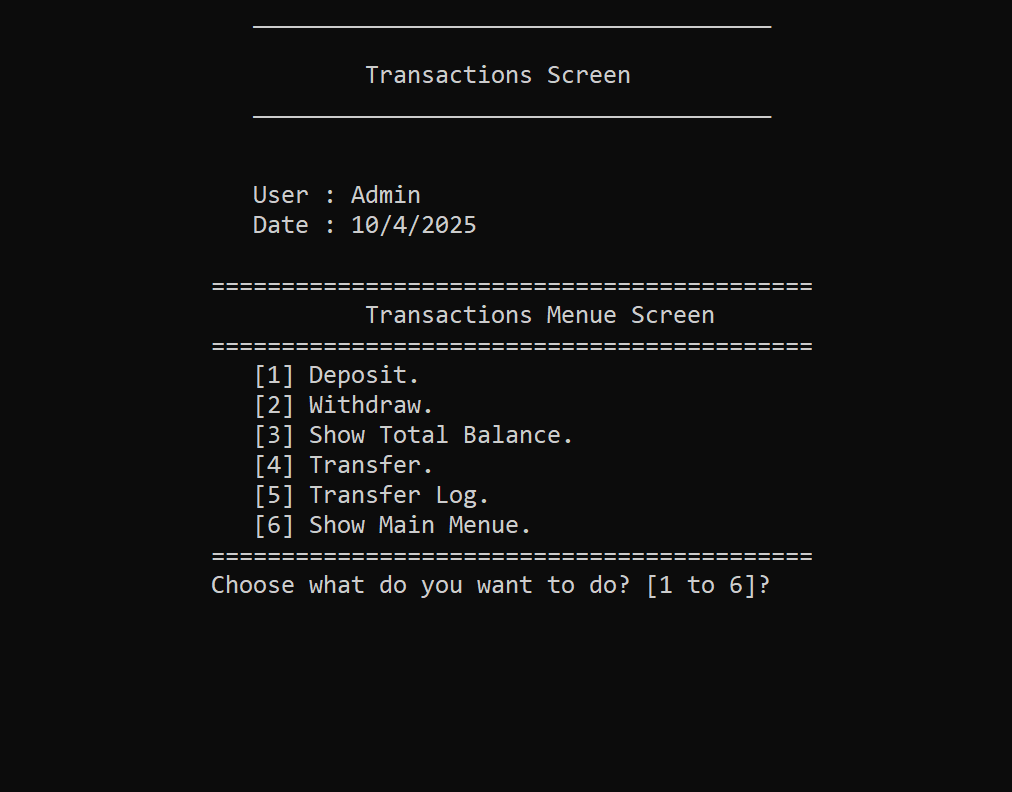 Transactions Screen
User : Admin
Date : 10/4/2025
===========================================
Transactions Menue Screen
===========================================
[1] Deposit.
[2] Withdraw.
[3] Show Total Balance.
[4] Transfer.
[5] Transfer Log.
[6] Show Main Menue.
===========================================
Choose what do you want to do? [1 to 6]?